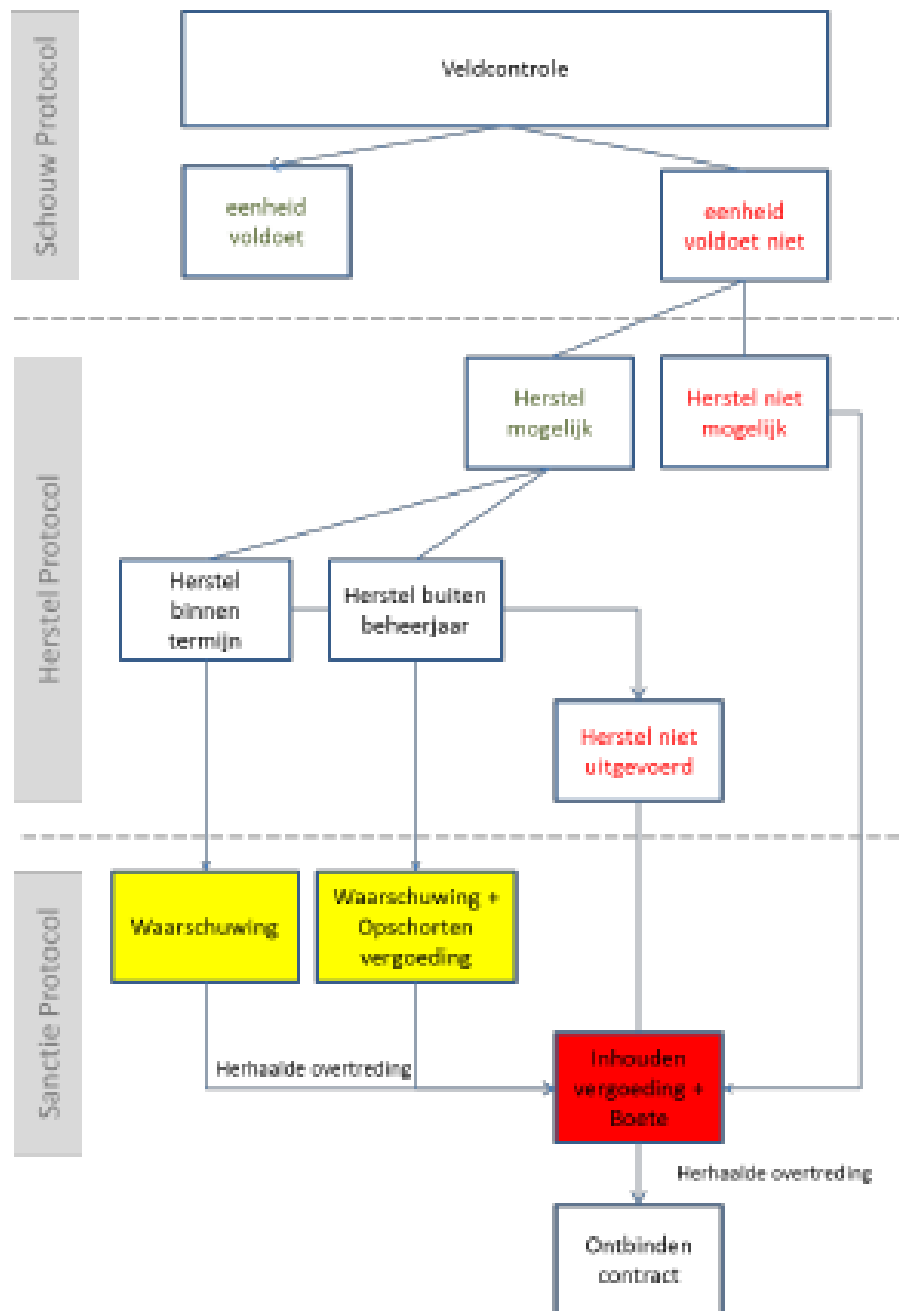 Schouw Protocol
Veldcontrole
eenheid
voldoet
eenheid
voldoet niet
Herstel Protocol
Herstel
mogelijk
Herstel niet
mogelijk
Herstel
binnen
termijn
Herstel buiten
beheerjaar
Herstel niet
uitgevoerd
Sanctie Protocol
Waarschuwing
Waarschuwing +
Opschorten
vergoeding
Herhaalde overtreding
Inhouden
vergoeding +
Boete
Herhaalde overtreding
Ontbinden
contract